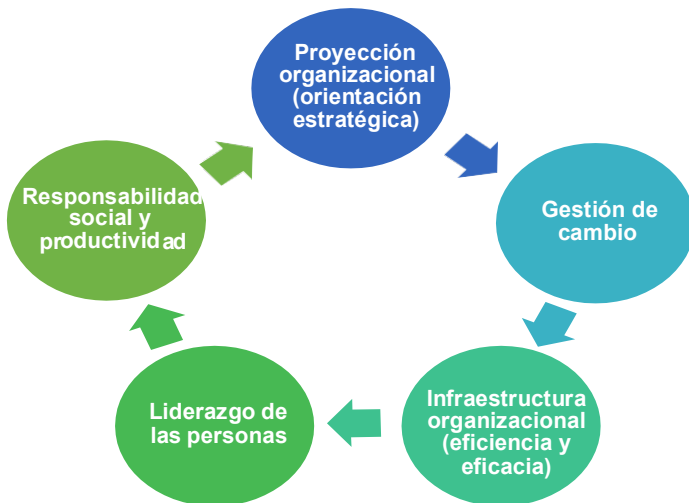 Proyección
organizacional
(orientación
estratégica)
Gestión de
cambio
Infraestructura
organizacional
(eficiencia y
eficacia)
Liderazgo de
las personas
Responsabilidad
social y
productividad